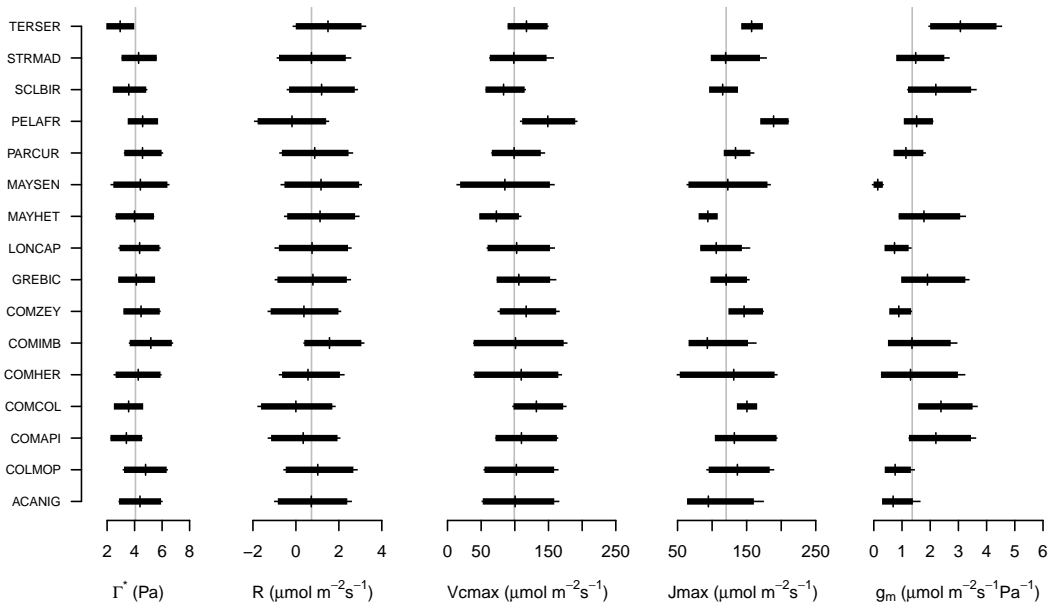 TERSER
STRMAD
SCLBIR
PELAFR
PARCUR
MAYSEN
MAYHET
LONCAP
GREBIC
COMZEY
COMIMB
COMHER
COMCOL
COMAPI
COLMOP
ACANIG
2 4 6 8
−2 0 2 4
50 150 250
50 150 250
0 1 2 3 4 5 6
Γ* (Pa)
R (μmol m⁻²s⁻¹)
Vcmax (μmol m⁻²s⁻¹)
Jmax (μmol m⁻²s⁻¹)
gₘ (μmol m⁻²s⁻¹Pa⁻¹)